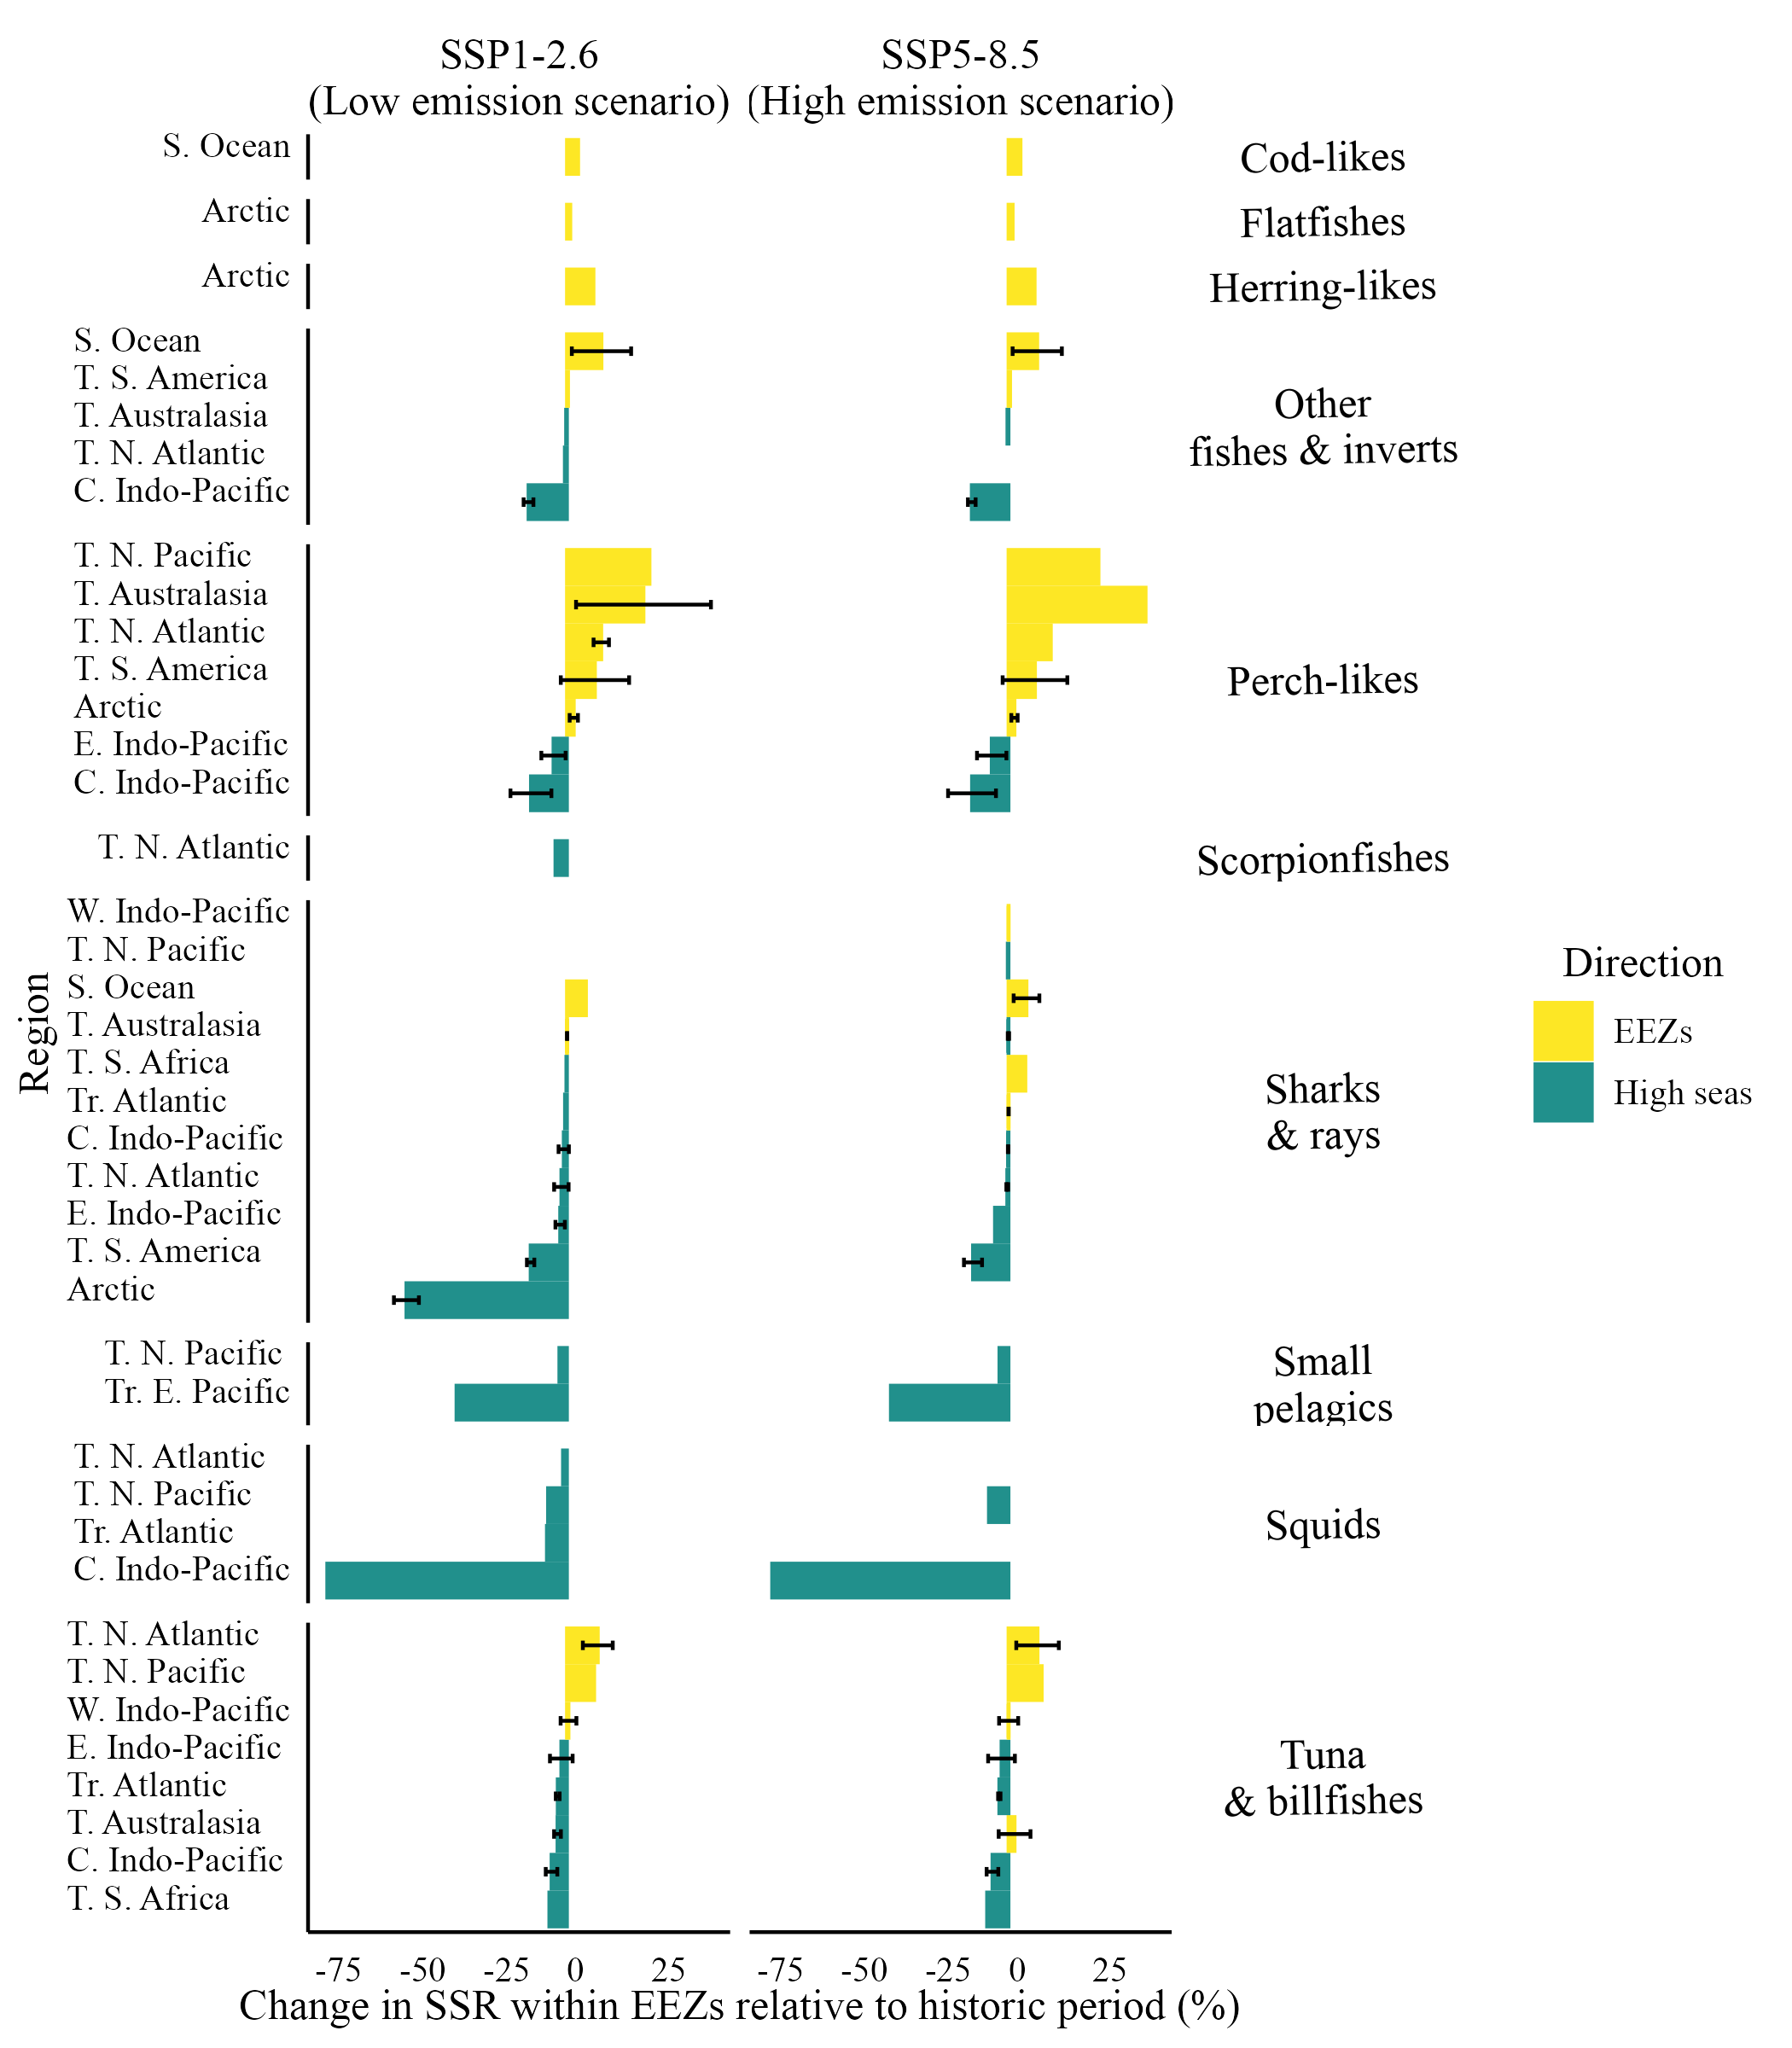 SSP1-2.6
(Low emission scenario)
SSP5-8.5
(High emission scenario)
S. Ocean
Cod-likes
Arctic
Flatfishes
Arctic
Herring-likes
S. Ocean
T. S. America
T. Australasia
T. N. Atlantic
C. Indo-Pacific
Other
fishes & inverts
T. N. Pacific
T. Australasia
T. N. Atlantic
T. S. America
Arctic
E. Indo-Pacific
C. Indo-Pacific
Perch-likes
T. N. Atlantic
Scorpionfishes
W. Indo-Pacific
T. N. Pacific
S. Ocean
T. Australasia
T. S. Africa
Tr. Atlantic
C. Indo-Pacific
T. N. Atlantic
E. Indo-Pacific
T. S. America
Arctic
Sharks
& rays
T. N. Pacific
Tr. E. Pacific
Small
pelagics
T. N. Atlantic
T. N. Pacific
Tr. Atlantic
C. Indo-Pacific
Squids
T. N. Atlantic
T. N. Pacific
W. Indo-Pacific
E. Indo-Pacific
Tr. Atlantic
T. Australasia
C. Indo-Pacific
T. S. Africa
Tuna
& billfishes
Region
-75 -50 -25 0 25
-75 -50 -25 0 25
Change in SSR within EEZs relative to historic period (%)
Direction
EEZs
High seas